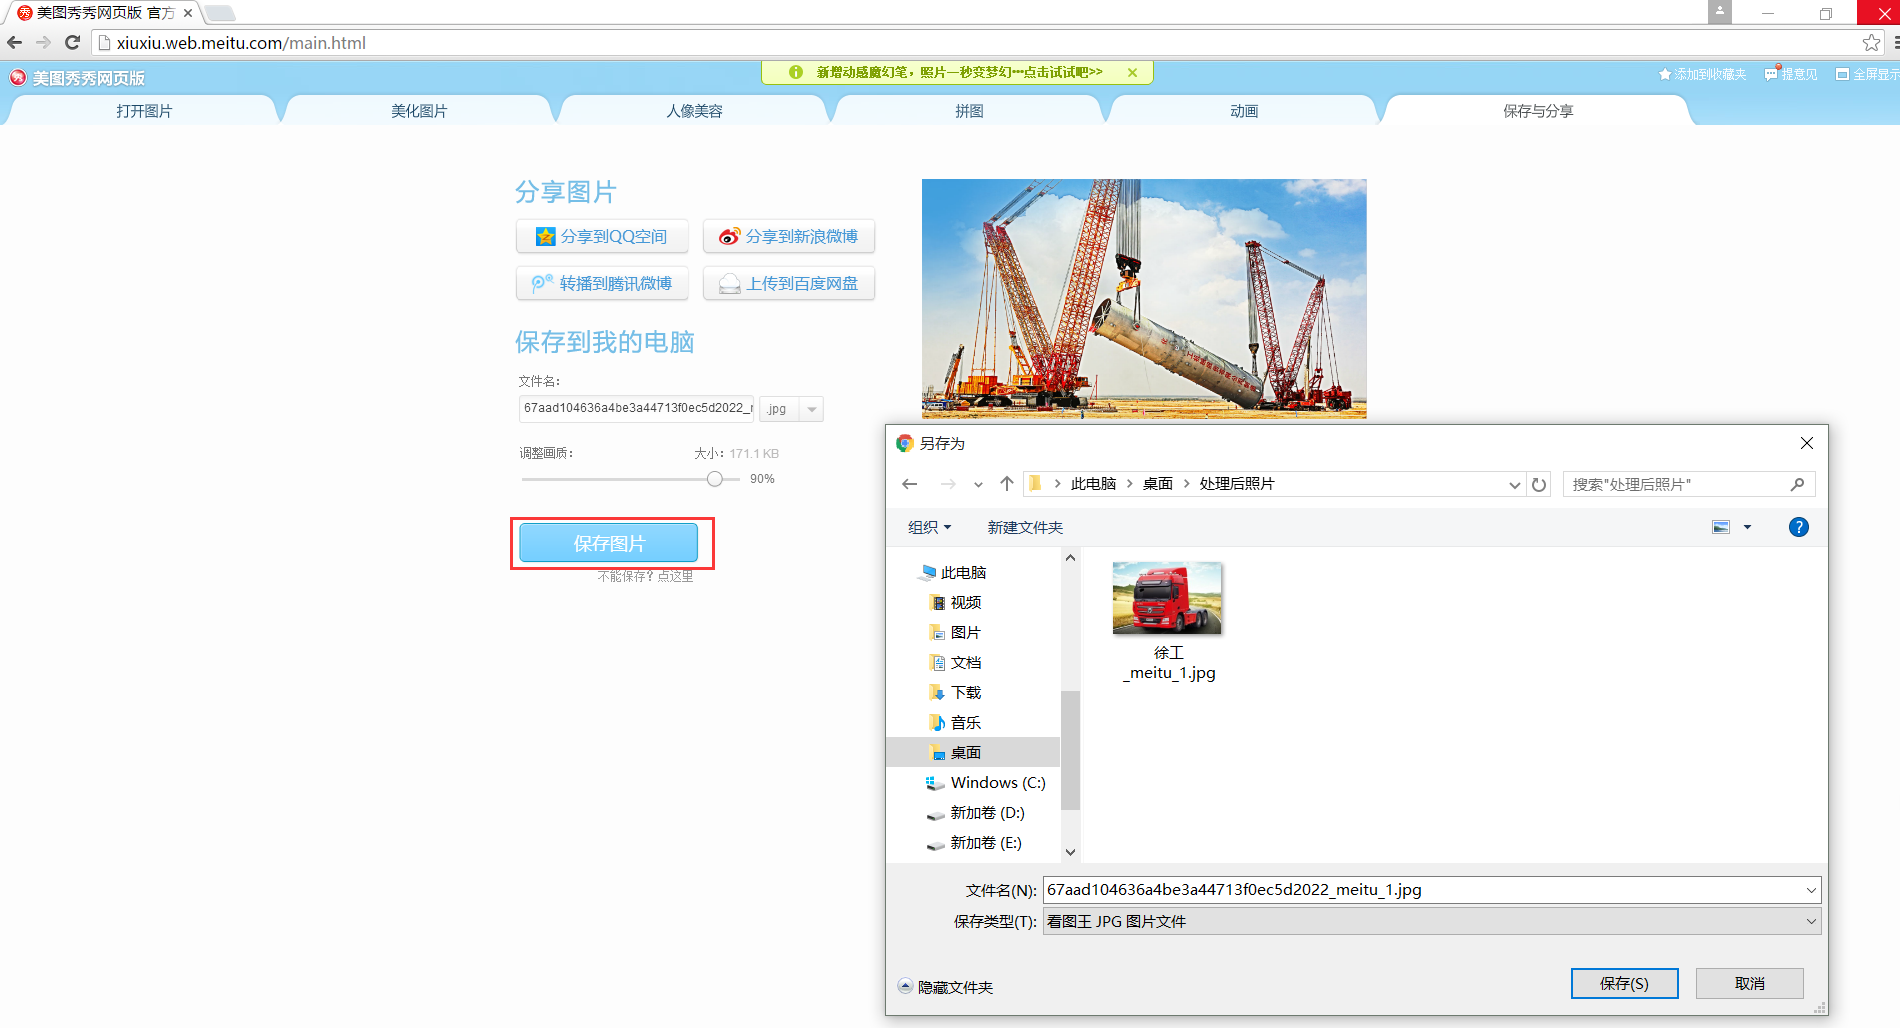 美图秀秀网页版 官方
xiuxiu.web.meitu.com/main.html
美图秀秀网页版
新增动感魔幻笔，照片一秒变梦幻···点击试试吧>>
添加到收藏夹
提意见
全屏显示
打开图片
美化图片
人像美容
拼图
动画
保存与分享
分享图片
分享到QQ空间
分享到新浪微博
转播到腾讯微博
上传到百度网盘
保存到我的电脑
文件名：
67aad104636a4be3a44713f0ec5d2022_r
.jpg
调整画质：
大小：171.1 KB
90%
保存图片
不能保存？点这里
另存为
此电脑
桌面
处理后照片
搜索"处理后照片"
组织
新建文件夹
此电脑
视频
图片
文档
下载
音乐
桌面
Windows (C:)
新加卷 (D:)
新加卷 (E:)
徐工
_meitu_1.jpg
文件名(N):
67aad104636a4be3a44713f0ec5d2022_meitu_1.jpg
保存类型(T):
看图王 JPG 图片文件
隐藏文件夹
保存(S)
取消